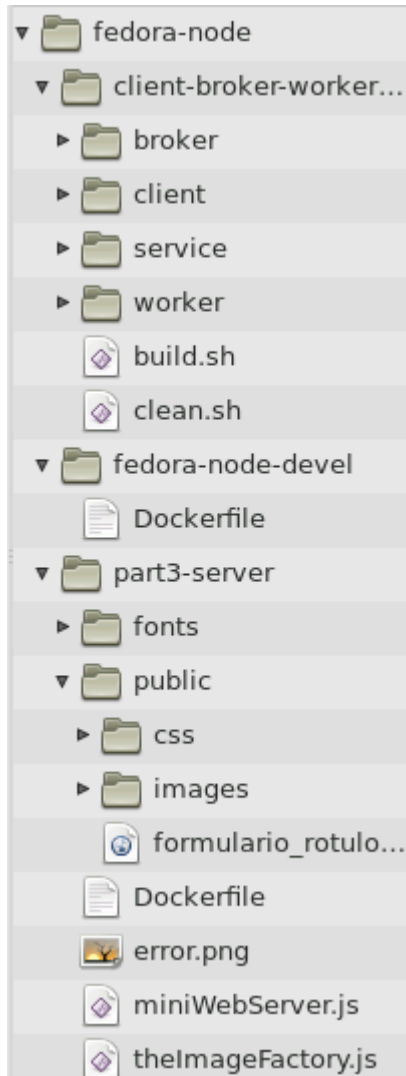 fedora-node
client-broker-worker...
broker
client
service
worker
build.sh
clean.sh
fedora-node-devel
Dockerfile
part3-server
fonts
public
css
images
formulario_rotulo...
Dockerfile
error.png
miniWebServer.js
theImageFactory.js